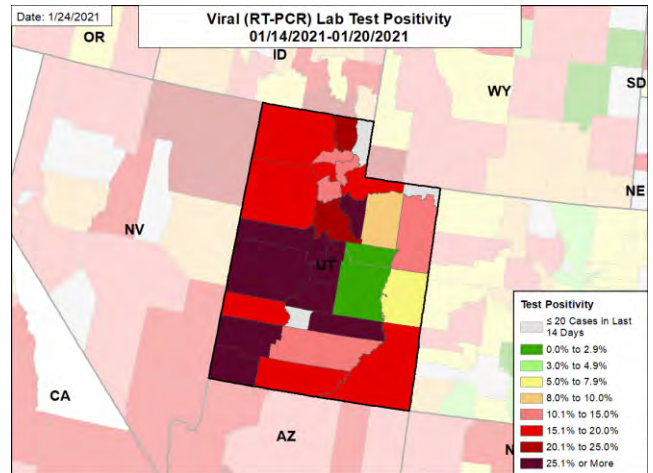 Date: 1/24/2021
Viral (RT-PCR) Lab Test Positivity
01/14/2021-01/20/2021
OR
ID
WY
SD
NE
NV
UT
CA
AZ
N
Test Positivity
≤ 20 Cases in Last
14 Days
0.0% to 2.9%
3.0% to 4.9%
5.0% to 7.9%
8.0% to 10.0%
10.1% to 15.0%
15.1% to 20.0%
20.1% to 25.0%
25.1% or More